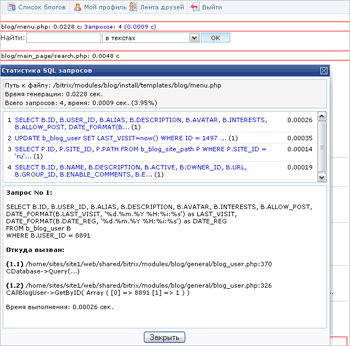 Список блогов Мой профиль Лента друзей Выйти
blog/menu.php: 0.0228 с; Запросов: 4 (0.0009 с)
Найти: в текстах OK
blog/main_page/search.php: 0.0048 с
Статистика SQL запросов
Путь к файлу: /bitrix/modules/blog/install/templates/blog/menu.php
Время генерации: 0.0228 сек.
Всего запросов: 4, время: 0.0009 сек. (3.95%)
1 SELECT B.ID, B.USER_ID, B.ALIAS, B.DESCRIPTION, B.AVATAR, B.INTERESTS, 0.00026
B.ALLOW_POST, DATE_FORMAT(B... (1)
2 UPDATE b_blog_user SET LAST_VISIT=now() WHERE ID = 1497 ... (1) 0.00035
3 SELECT P.ID, P.SITE_ID, P.PATH FROM b_blog_site_path P WHERE P.SITE_ID = 0.00014
'ru'... (1)
4 SELECT B.ID, B.NAME, B.DESCRIPTION, B.ACTIVE, B.OWNER_ID, B.URL, 0.00019
B.GROUP_ID, B.ENABLE_COMMENTS, B.E... (1)
Запрос No 1:
SELECT B.ID, B.USER_ID, B.ALIAS, B.DESCRIPTION, B.AVATAR, B.INTERESTS, B.ALLOW_POST,
DATE_FORMAT(B.LAST_VISIT, '%d.%m.%Y %H:%i:%s') as LAST_VISIT,
DATE_FORMAT(B.DATE_REG, '%d.%m.%Y %H:%i:%s') as DATE_REG
FROM b_blog_user B
WHERE B.USER_ID = 8891
Откуда вызван:
(1.1) /home/sites/site1/web/shared/bitrix/modules/blog/general/blog_user.php:370
CDatabase->Query(...)
(1.2) /home/sites/site1/web/shared/bitrix/modules/blog/general/blog_user.php:326
CAllBlogUser->GetByID( Array ( [0] => 8891 [1] => 1 ) )
Время выполнения: 0.00026 сек.
Закрыть